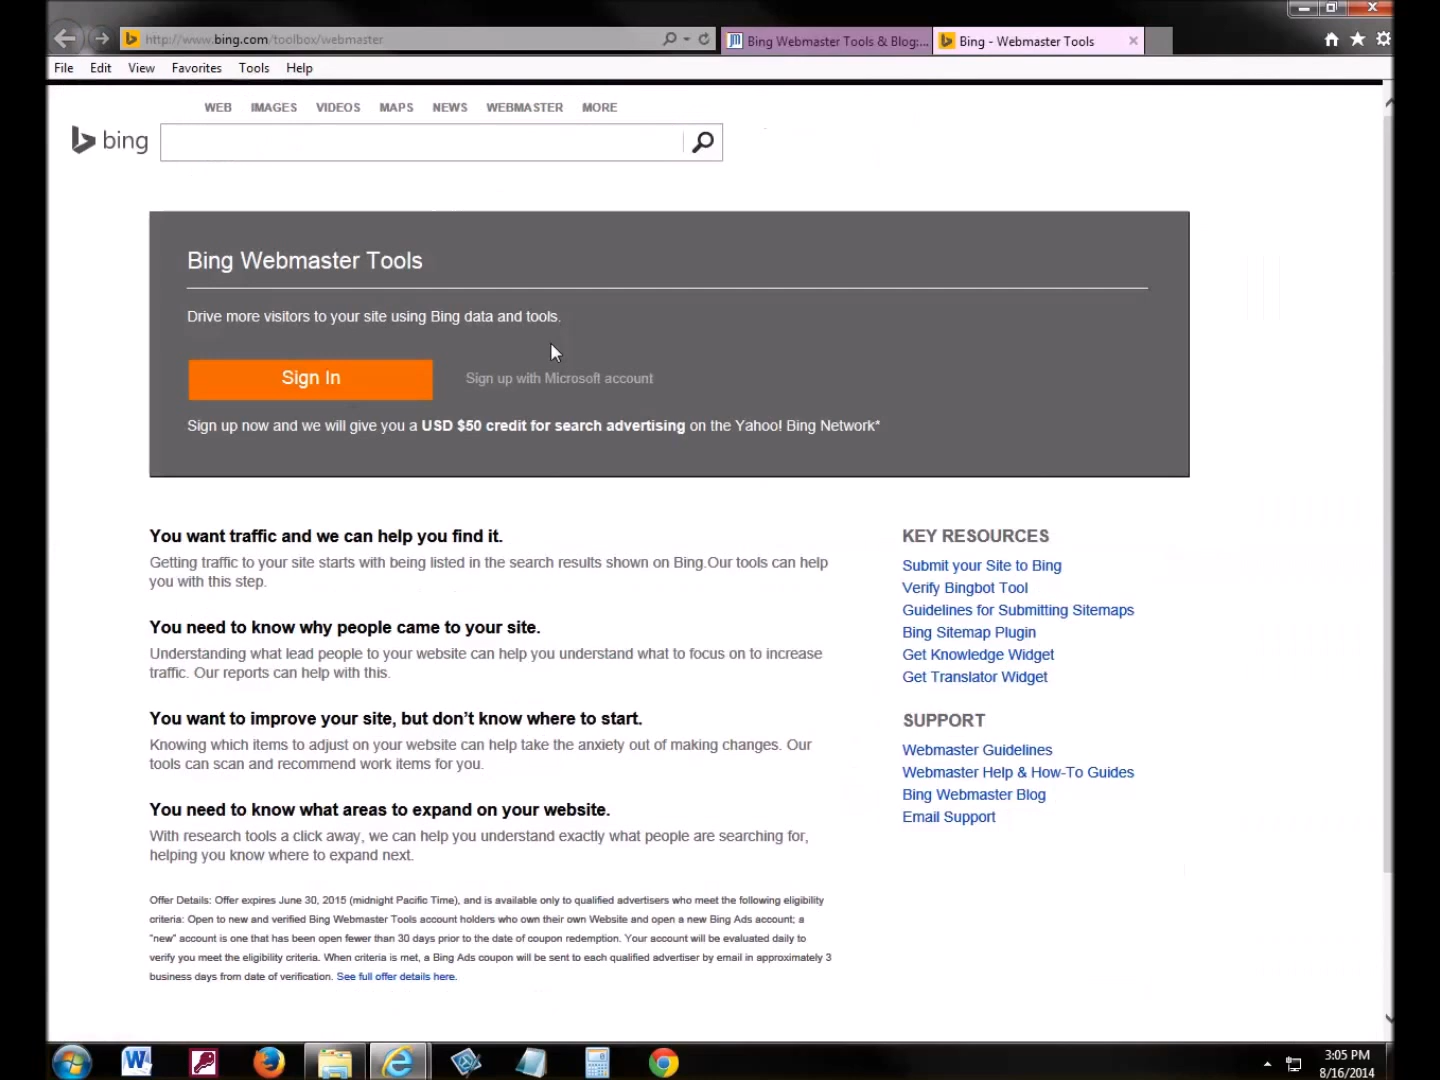 http://www.bing.com/toolbox/webmaster
Bing Webmaster Tools & Blog:...
Bing - Webmaster Tools
File Edit View Favorites Tools Help
WEB IMAGES VIDEOS MAPS NEWS WEBMASTER MORE
bing
Bing Webmaster Tools
Drive more visitors to your site using Bing data and tools.
Sign In
Sign up with Microsoft account
Sign up now and we will give you a USD $50 credit for search advertising on the Yahoo! Bing Network*
You want traffic and we can help you find it.
Getting traffic to your site starts with being listed in the search results shown on Bing.Our tools can help
you with this step.
You need to know why people came to your site.
Understanding what lead people to your website can help you understand what to focus on to increase
traffic. Our reports can help with this.
You want to improve your site, but don’t know where to start.
Knowing which items to adjust on your website can help take the anxiety out of making changes. Our
tools can scan and recommend work items for you.
You need to know what areas to expand on your website.
With research tools a click away, we can help you understand exactly what people are searching for,
helping you know where to expand next.
Offer Details: Offer expires June 30, 2015 (midnight Pacific Time), and is available only to qualified advertisers who meet the following eligibility
criteria: Open to new and verified Bing Webmaster Tools account holders who own their own Website and open a new Bing Ads account; a
“new” account is one that has been open fewer than 30 days prior to the date of coupon redemption. Your account will be evaluated daily to
verify you meet the eligibility criteria. When criteria is met, a Bing Ads coupon will be sent to each qualified advertiser by email in approximately 3
business days from date of verification. See full offer details here.
KEY RESOURCES
Submit your Site to Bing
Verify Bingbot Tool
Guidelines for Submitting Sitemaps
Bing Sitemap Plugin
Get Knowledge Widget
Get Translator Widget
SUPPORT
Webmaster Guidelines
Webmaster Help & How-To Guides
Bing Webmaster Blog
Email Support
3:05 PM
8/16/2014